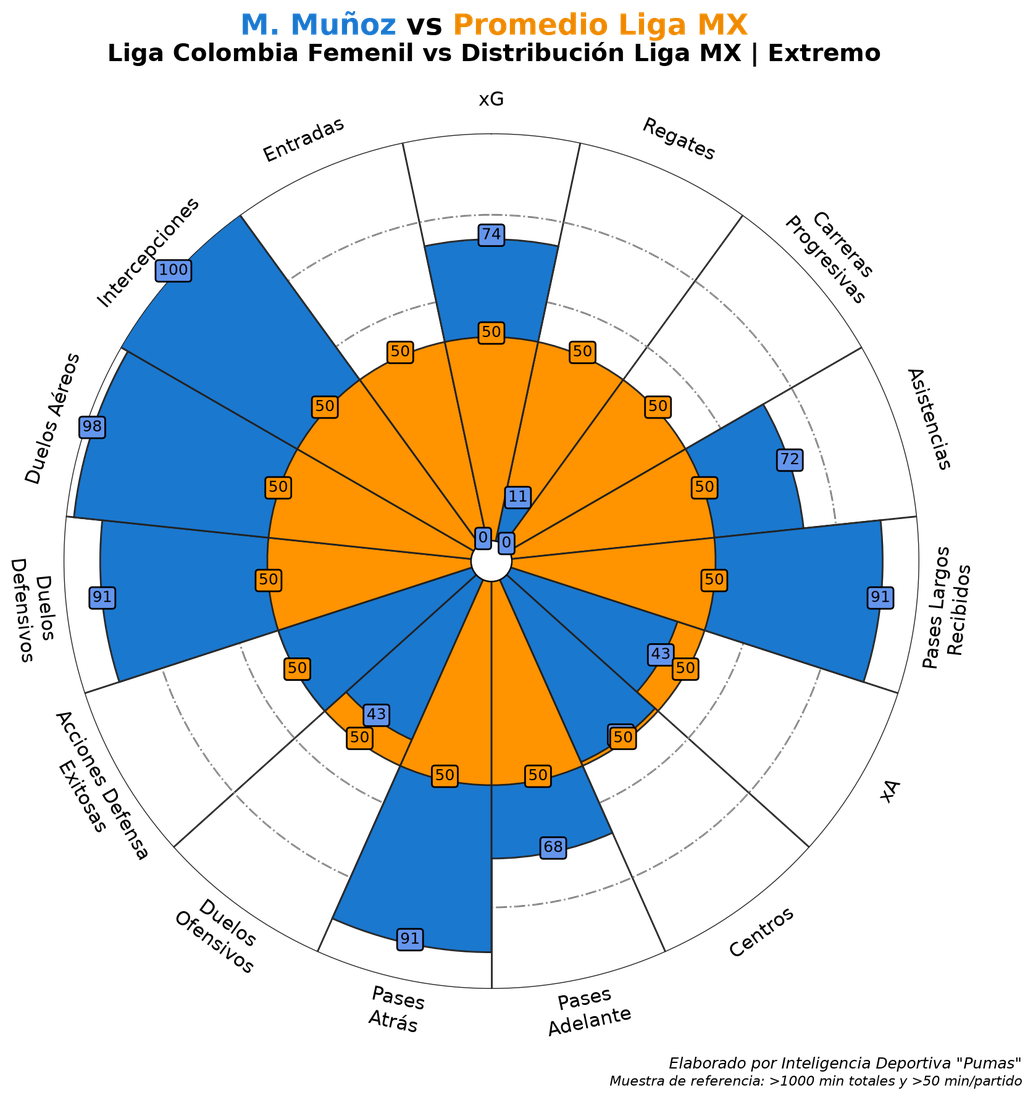 M. Muñoz vs Promedio Liga MX
Liga Colombia Femenil vs Distribución Liga MX | Extremo
xG
Regates
Carreras
Progresivas
Asistencias
Pases Largos
Recibidos
xA
Centros
Pases
Adelante
Pases
Atrás
Duelos
Ofensivos
Acciones Defensa
Exitosas
Duelos
Defensivos
Duelos Aéreos
Intercepciones
Entradas
74
50
11
50
0
50
72
50
91
50
43
50
50
68
50
91
50
43
50
50
91
50
98
50
100
50
0
50
Elaborado por Inteligencia Deportiva "Pumas"
Muestra de referencia: >1000 min totales y >50 min/partido